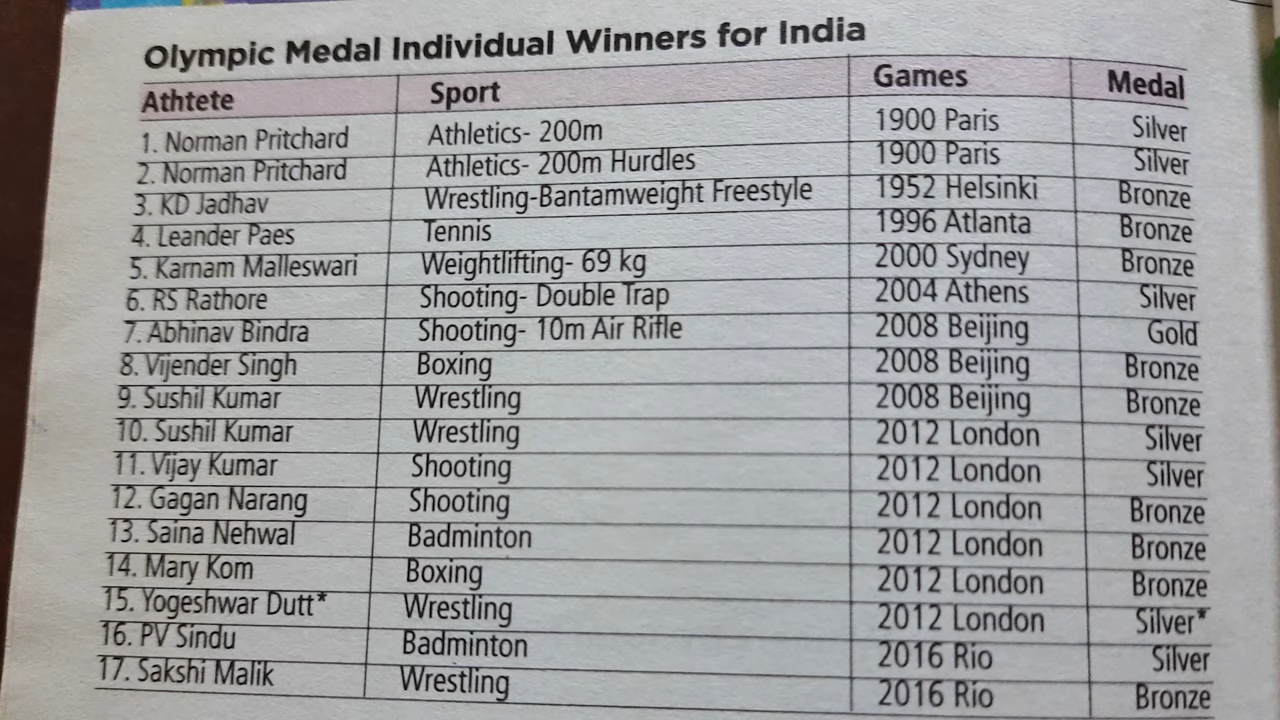 Olympic Medal Individual Winners for India
Athtete Sport Games Medal
1. Norman Pritchard Athletics- 200m 1900 Paris Silver
2. Norman Pritchard Athletics- 200m Hurdles 1900 Paris Silver
3. KD Jadhav Wrestling-Bantamweight Freestyle 1952 Helsinki Bronze
4. Leander Paes Tennis 1996 Atlanta Bronze
5. Karnam Malleswari Weightlifting- 69 kg 2000 Sydney Bronze
6. RS Rathore Shooting- Double Trap 2004 Athens Silver
7. Abhinav Bindra Shooting- 10m Air Rifle 2008 Beijing Gold
8. Vijender Singh Boxing 2008 Beijing Bronze
9. Sushil Kumar Wrestling 2008 Beijing Bronze
10. Sushil Kumar Wrestling 2012 London Silver
11. Vijay Kumar Shooting 2012 London Silver
12. Gagan Narang Shooting 2012 London Bronze
13. Saina Nehwal Badminton 2012 London Bronze
14. Mary Kom Boxing 2012 London Bronze
15. Yogeshwar Dutt* Wrestling 2012 London Silver*
16. PV Sindu Badminton 2016 Rio Silver
17. Sakshi Malik Wrestling 2016 Rio Bronze